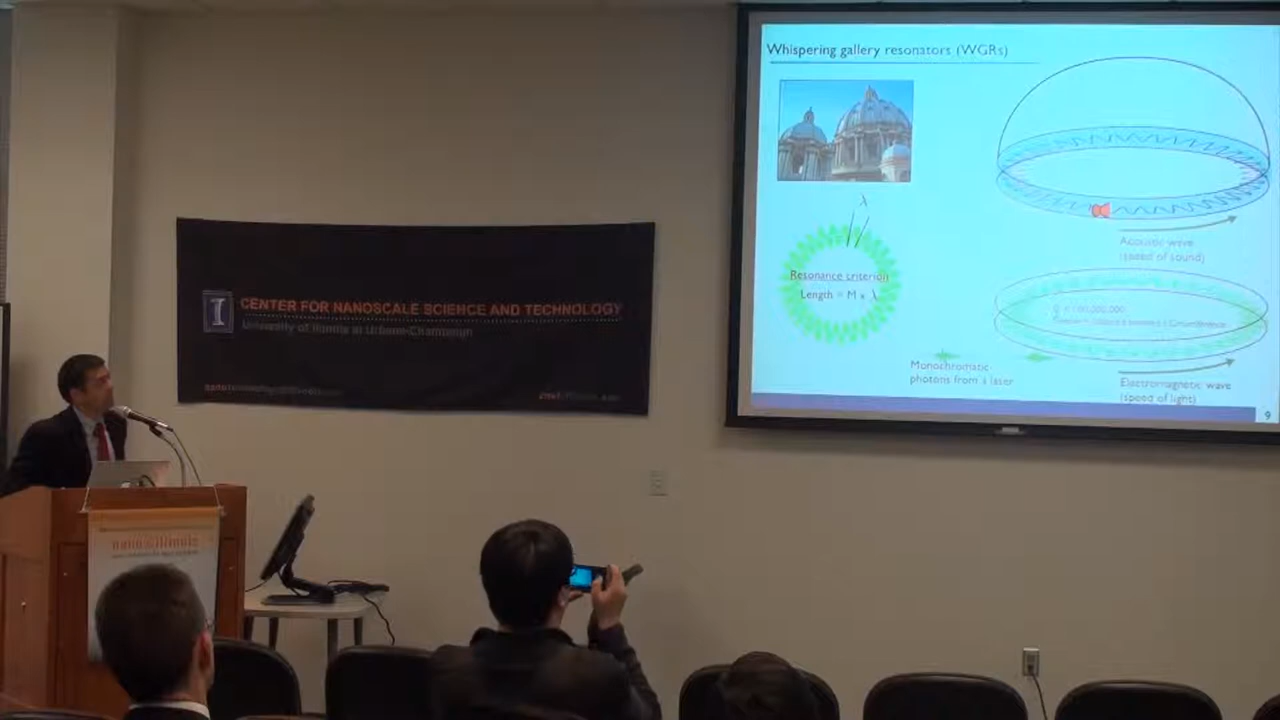 Whispering gallery resonators (WGRs)
λ
Resonance criterion
Length = M x λ
Acoustic wave
(speed of sound)
Monochromatic
photons from a laser
Electromagnetic wave
(speed of light)
9
I
CENTER FOR NANOSCALE SCIENCE AND TECHNOLOGY
University of Illinois at Urbana-Champaign